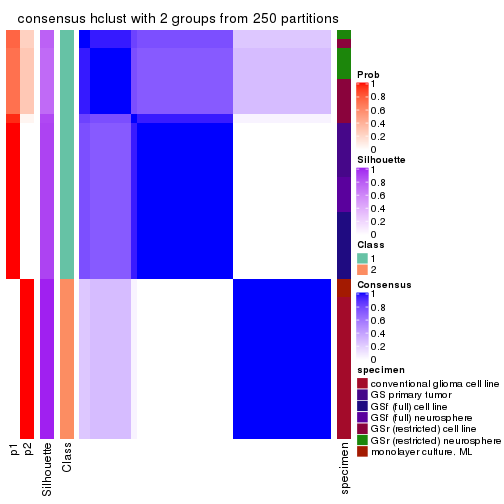 consensus hclust with 2 groups from 250 partitions
Prob
1
0.8
0.6
0.4
0.2
0
Silhouette
1
0.8
0.6
0.4
0.2
0
Class
1
2
Consensus
1
0.8
0.6
0.4
0.2
0
specimen
conventional glioma cell line
GS primary tumor
GSf (full) cell line
GSf (full) neurosphere
GSr (restricted) cell line
GSr (restricted) neurosphere
monolayer culture. ML
p1
p2
Silhouette
Class
specimen